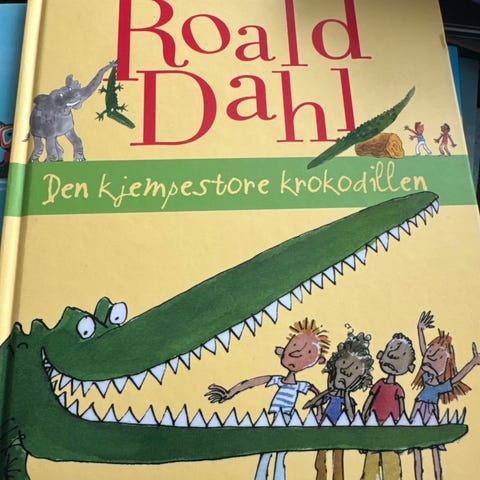 Roald
Dahl
Den kjempestore krokodillen